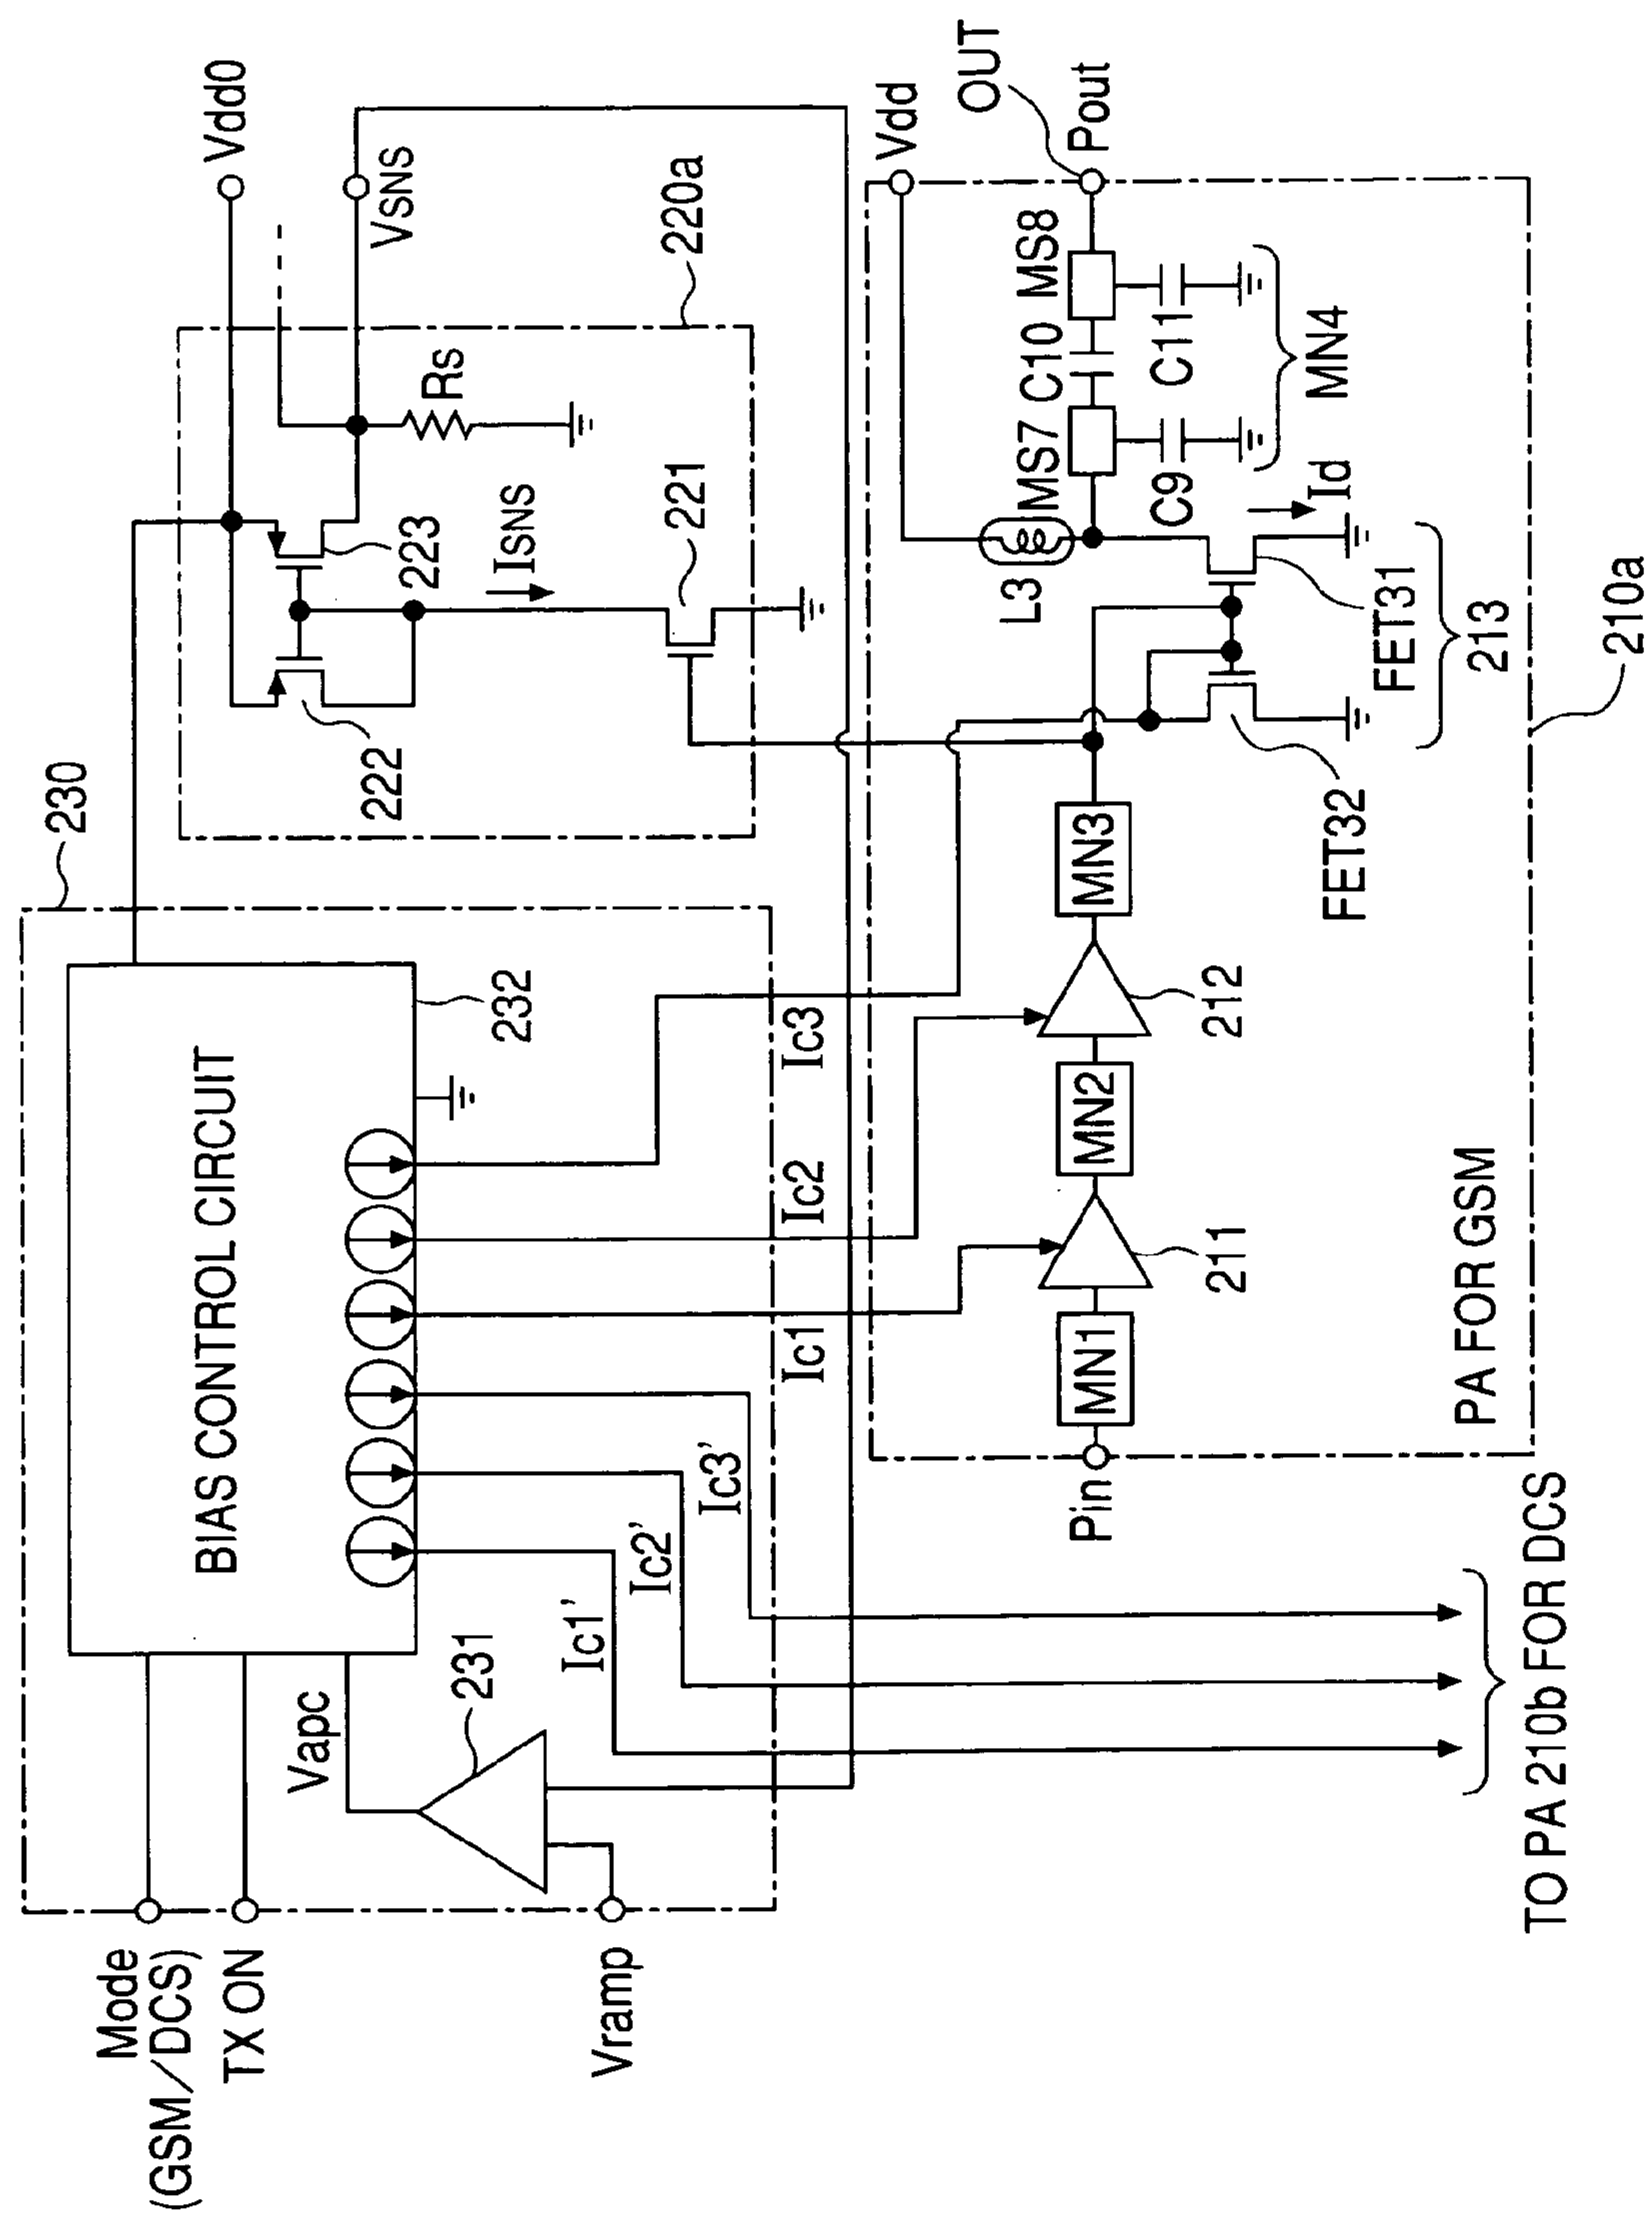 230
Mode
(GSM/DCS)
TX ON
Vramp
BIAS CONTROL CIRCUIT
232
Vapc
231
Ic1'
Ic2'
Ic3'
Ic1
Ic2
Ic3
Vdd0
VSNS
222
223
ISNS
Rs
221
220a
Vdd
OUT
Pout
Pin
MN1
211
MN2
212
MN3
L3
MS7
C10
MS8
C9
C11
MN4
Id
FET31
FET32
213
210a
PA FOR GSM
TO PA 210b FOR DCS